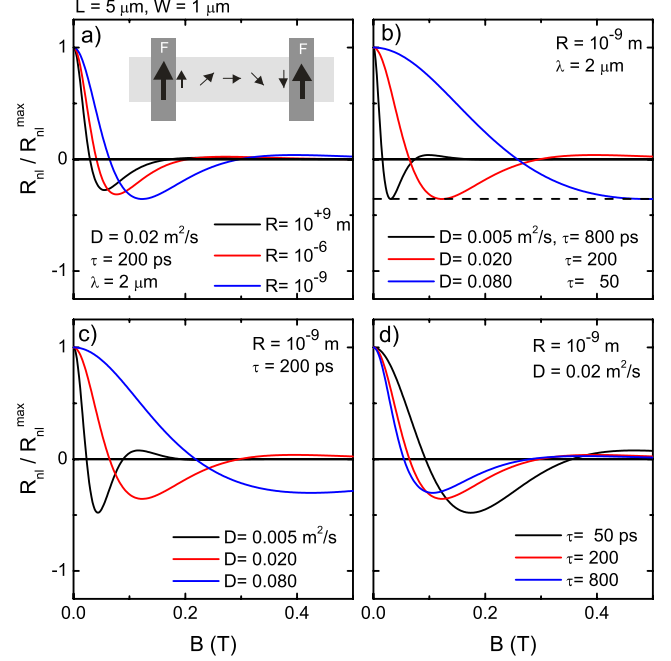 L = 5 μm, W = 1 μm
a)
F
F
1
0
-1
R_nl / R_nl^max
D = 0.02 m²/s
τ = 200 ps
λ = 2 μm
R= 10⁺⁹ m
R= 10⁻⁶
R= 10⁻⁹
b)
R = 10⁻⁹ m
λ = 2 μm
D= 0.005 m²/s, τ= 800 ps
D= 0.020 τ= 200
D= 0.080 τ= 50
c)
R = 10⁻⁹ m
τ = 200 ps
1
0
-1
R_nl / R_nl^max
D= 0.005 m²/s
D= 0.020
D= 0.080
0.0 0.2 0.4
B (T)
d)
R = 10⁻⁹ m
D = 0.02 m²/s
τ= 50 ps
τ= 200
τ= 800
0.0 0.2 0.4
B (T)